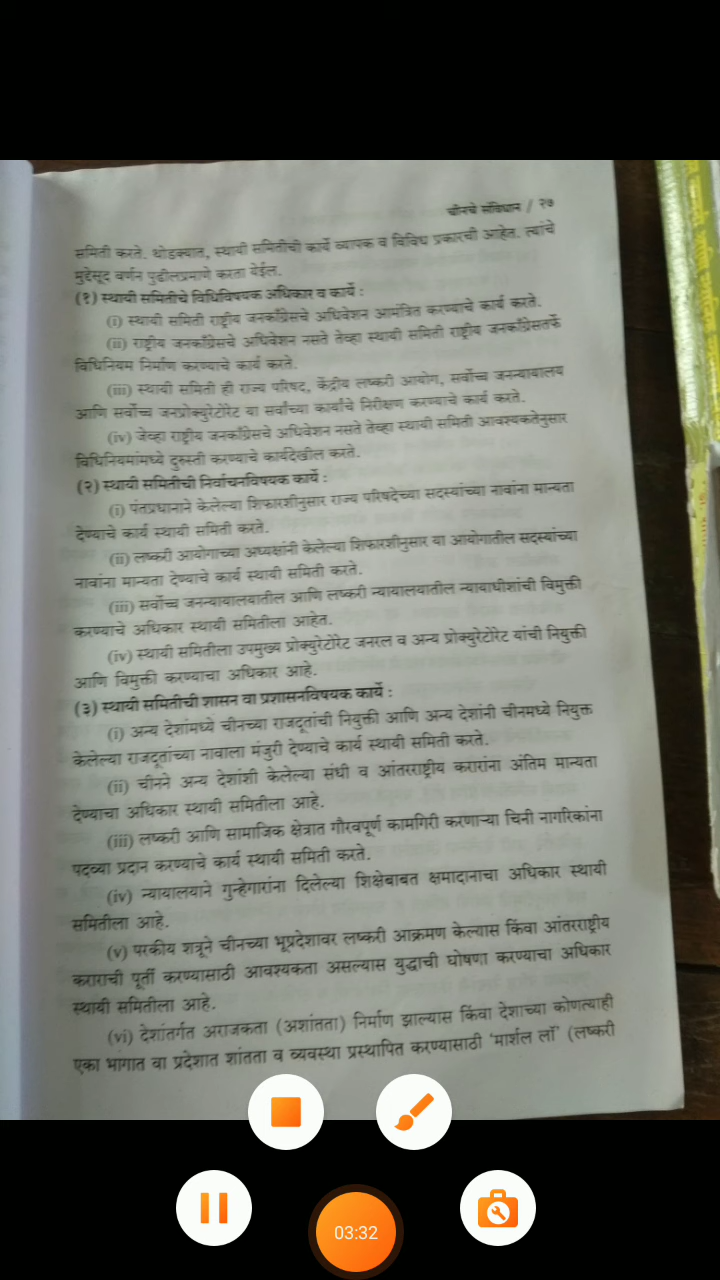 चीनचे संविधान / २७
समिती करते. थोडक्यात, स्थायी समितीची कार्ये व्यापक व विविध प्रकारची आहेत. त्यांचे
मुद्देसूद वर्णन पुढीलप्रमाणे करता येईल.
(१) स्थायी समितीचे विधिविषयक अधिकार व कार्ये :
(i) स्थायी समिती राष्ट्रीय जनकाँग्रेसचे अधिवेशन आमंत्रित करण्याचे कार्य करते.
(ii) राष्ट्रीय जनकाँग्रेसचे अधिवेशन नसते तेव्हा स्थायी समिती राष्ट्रीय जनकाँग्रेसतर्फे
विधिनियम निर्माण करण्याचे कार्य करते.
(iii) स्थायी समिती ही राज्य परिषद, केंद्रीय लष्करी आयोग, सर्वोच्च जनन्यायालय
आणि सर्वोच्च जनप्रोक्युरेटोरेट या सर्वांच्या कार्यांचे निरीक्षण करण्याचे कार्य करते.
(iv) जेव्हा राष्ट्रीय जनकाँग्रेसचे अधिवेशन नसते तेव्हा स्थायी समिती आवश्यकतेनुसार
विधिनियमांमध्ये दुरुस्ती करण्याचे कार्यदेखील करते.
(२) स्थायी समितीची निर्वाचनविषयक कार्ये :
(i) पंतप्रधानाने केलेल्या शिफारशीनुसार राज्य परिषदेच्या सदस्यांच्या नावांना मान्यता
देण्याचे कार्य स्थायी समिती करते.
(ii) लष्करी आयोगाच्या अध्यक्षांनी केलेल्या शिफारशीनुसार या आयोगातील सदस्यांच्या
नावांना मान्यता देण्याचे कार्य स्थायी समिती करते.
(iii) सर्वोच्च जनन्यायालयातील आणि लष्करी न्यायालयातील न्यायाधीशांची विमुक्ती
करण्याचे अधिकार स्थायी समितीला आहेत.
(iv) स्थायी समितीला उपमुख्य प्रोक्युरेटोरेट जनरल व अन्य प्रोक्युरेटोरेट यांची नियुक्ती
आणि विमुक्ती करण्याचा अधिकार आहे.
(३) स्थायी समितीची शासन वा प्रशासनविषयक कार्ये :
(i) अन्य देशांमध्ये चीनच्या राजदूतांची नियुक्ती आणि अन्य देशांनी चीनमध्ये नियुक्त
केलेल्या राजदूतांच्या नावाला मंजुरी देण्याचे कार्य स्थायी समिती करते.
(ii) चीनने अन्य देशांशी केलेल्या संधी व आंतरराष्ट्रीय करारांना अंतिम मान्यता
देण्याचा अधिकार स्थायी समितीला आहे.
(iii) लष्करी आणि सामाजिक क्षेत्रात गौरवपूर्ण कामगिरी करणाऱ्या चिनी नागरिकांना
पदव्या प्रदान करण्याचे कार्य स्थायी समिती करते.
(iv) न्यायालयाने गुन्हेगारांना दिलेल्या शिक्षेबाबत क्षमादानाचा अधिकार स्थायी
समितीला आहे.
(v) परकीय शत्रूने चीनच्या भूप्रदेशावर लष्करी आक्रमण केल्यास किंवा आंतरराष्ट्रीय
कराराची पूर्ती करण्यासाठी आवश्यकता असल्यास युद्धाची घोषणा करण्याचा अधिकार
स्थायी समितीला आहे.
(vi) देशांतर्गत अराजकता (अशांतता) निर्माण झाल्यास किंवा देशाच्या कोणत्याही
एका भागात वा प्रदेशात शांतता व व्यवस्था प्रस्थापित करण्यासाठी 'मार्शल लॉ' (लष्करी
03:32